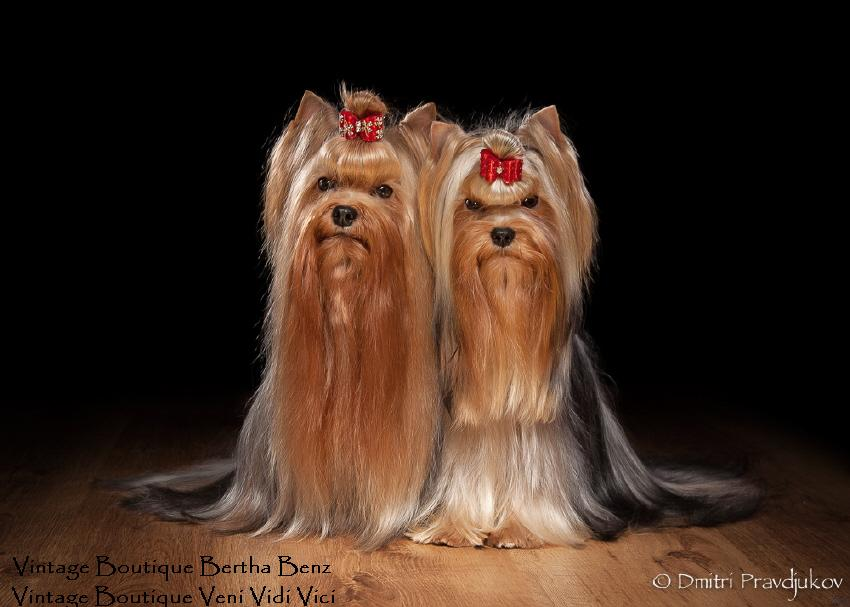 Vintage Boutique Bertha Benz
Vintage Boutique Veni Vidi Vici
© Dmitri Pravdjukov